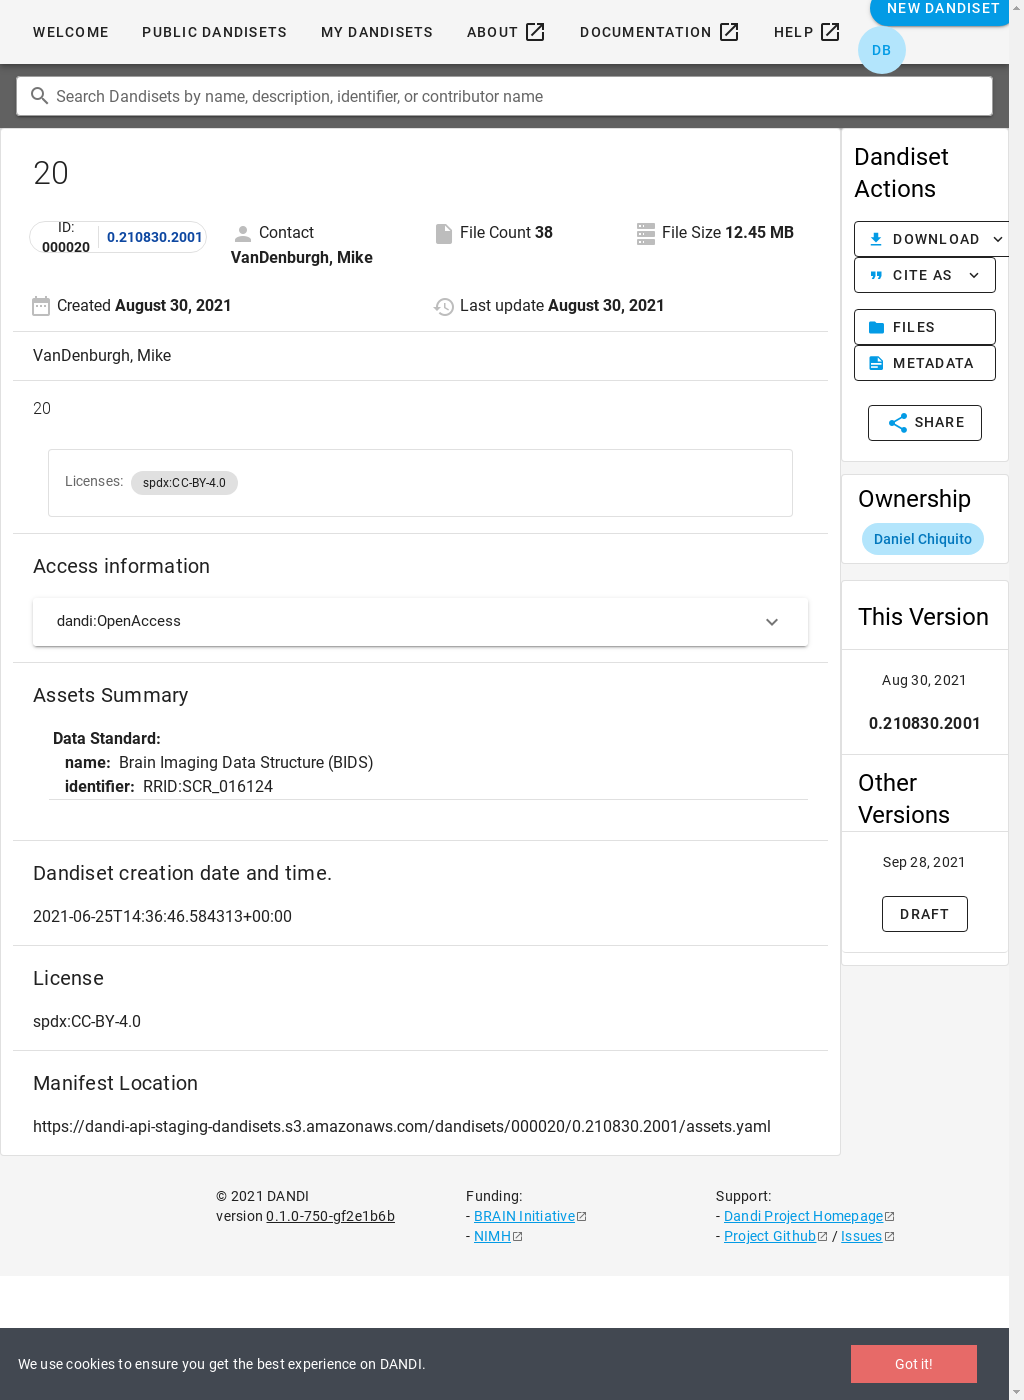 WELCOME PUBLIC DANDISETS MY DANDISETS ABOUT DOCUMENTATION HELP NEW DANDISET
DB
Search Dandisets by name, description, identifier, or contributor name
20
ID: 000020 0.210830.2001
Contact VanDenburgh, Mike
File Count 38
File Size 12.45 MB
Created August 30, 2021
Last update August 30, 2021
VanDenburgh, Mike
20
Licenses: spdx:CC-BY-4.0
Access information
dandi:OpenAccess
Assets Summary
Data Standard:
name: Brain Imaging Data Structure (BIDS)
identifier: RRID:SCR_016124
Dandiset creation date and time.
2021-06-25T14:36:46.584313+00:00
License
spdx:CC-BY-4.0
Manifest Location
https://dandi-api-staging-dandisets.s3.amazonaws.com/dandisets/000020/0.210830.2001/assets.yaml
Dandiset
Actions
DOWNLOAD
CITE AS
FILES
METADATA
SHARE
Ownership
Daniel Chiquito
This Version
Aug 30, 2021
0.210830.2001
Other
Versions
Sep 28, 2021
DRAFT
© 2021 DANDI
version 0.1.0-750-gf2e1b6b
Funding:
- BRAIN Initiative
- NIMH
Support:
- Dandi Project Homepage
- Project Github / Issues
We use cookies to ensure you get the best experience on DANDI.
Got it!